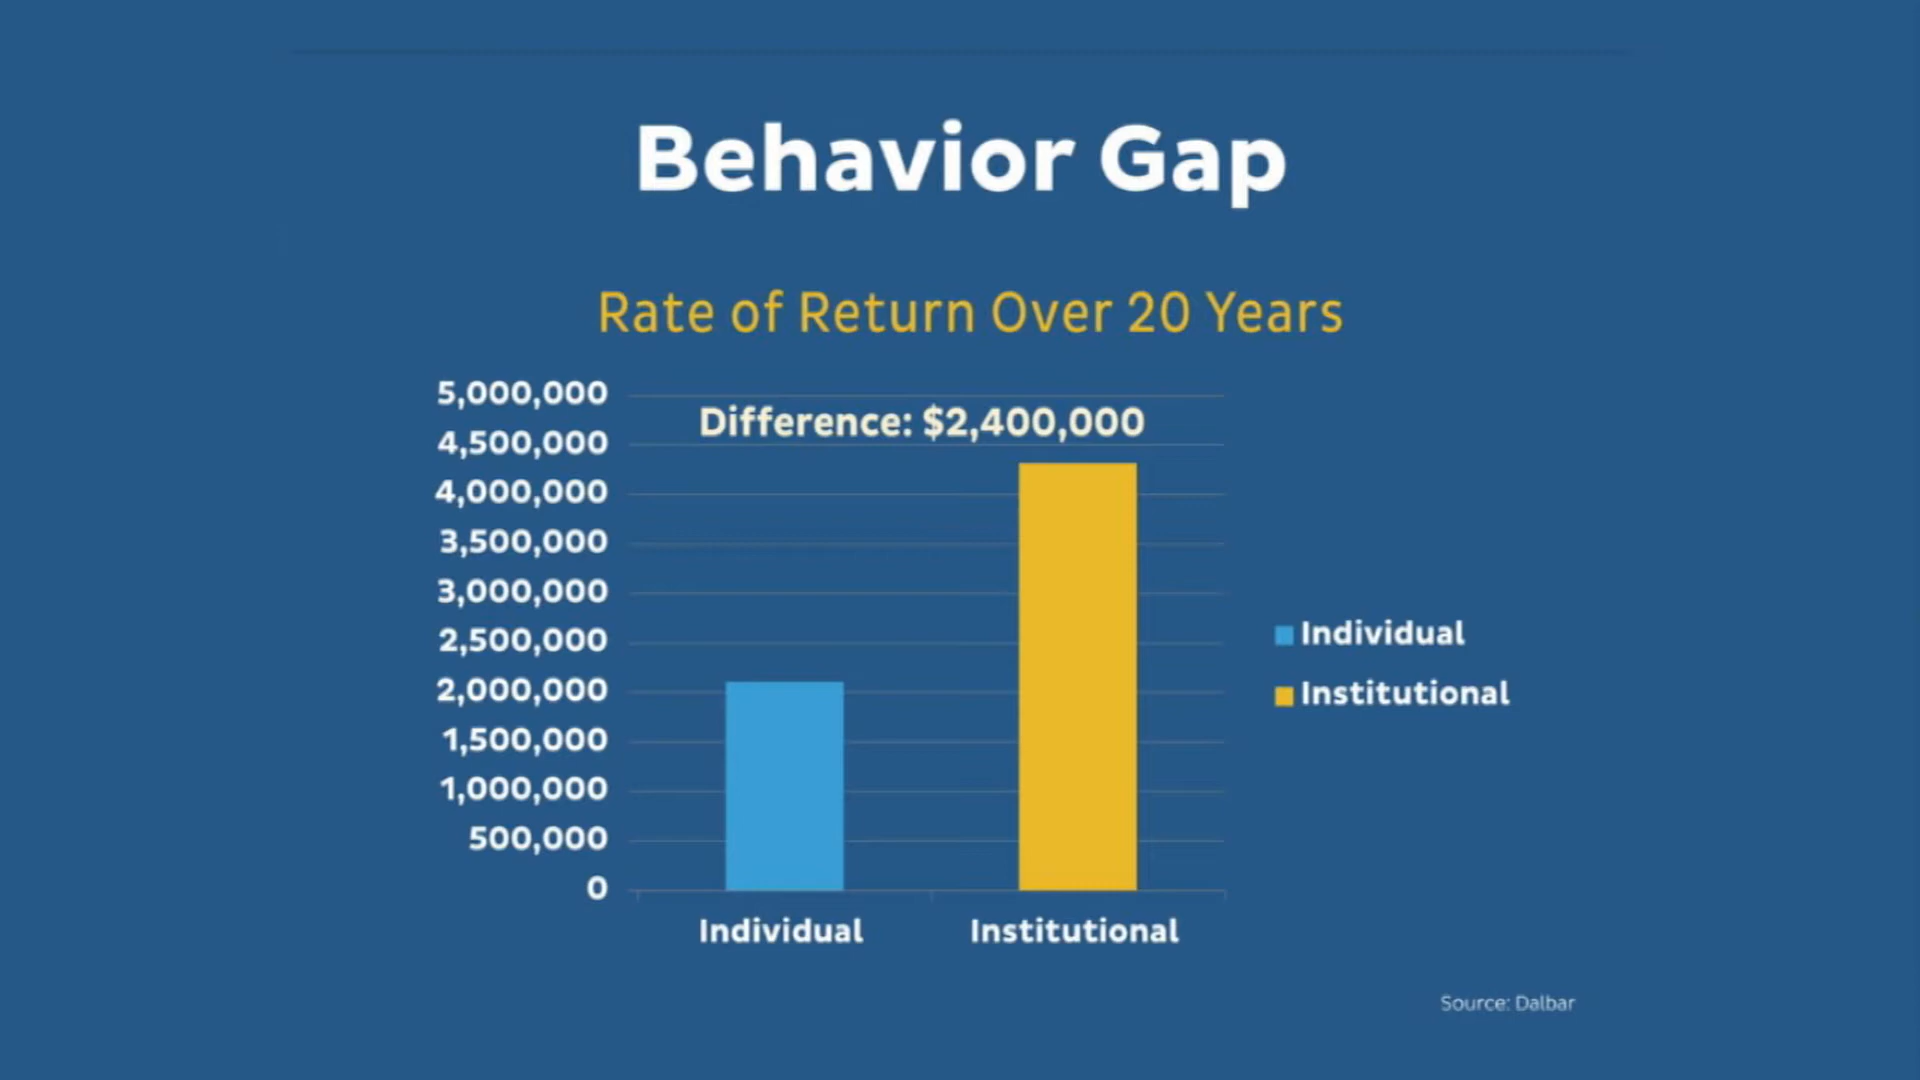 Behavior Gap
Rate of Return Over 20 Years
5,000,000
Difference: $2,400,000
4,500,000
4,000,000
3,500,000
3,000,000
2,500,000
2,000,000
1,500,000
1,000,000
500,000
0
Individual
Institutional
Individual Institutional
Source: Dalbar